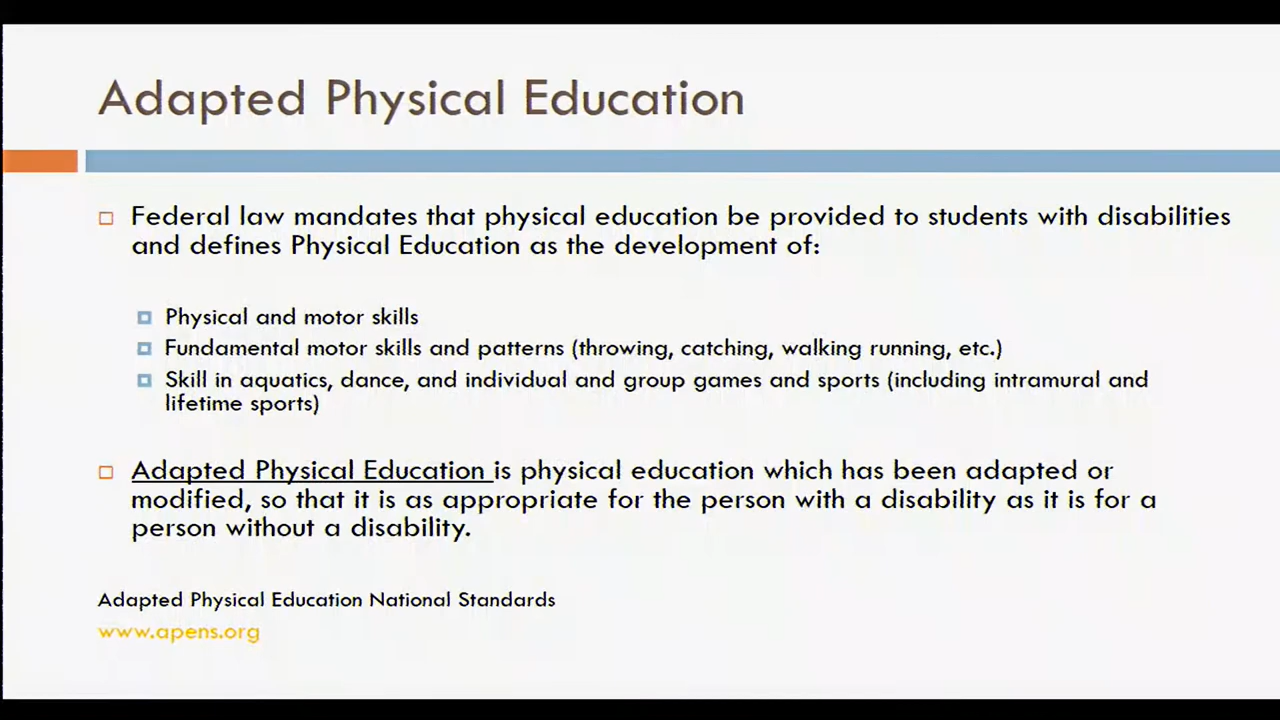 Adapted Physical Education
Federal law mandates that physical education be provided to students with disabilities
and defines Physical Education as the development of:
Physical and motor skills
Fundamental motor skills and patterns (throwing, catching, walking running, etc.)
Skill in aquatics, dance, and individual and group games and sports (including intramural and
lifetime sports)
Adapted Physical Education is physical education which has been adapted or
modified, so that it is as appropriate for the person with a disability as it is for a
person without a disability.
Adapted Physical Education National Standards
www.apens.org